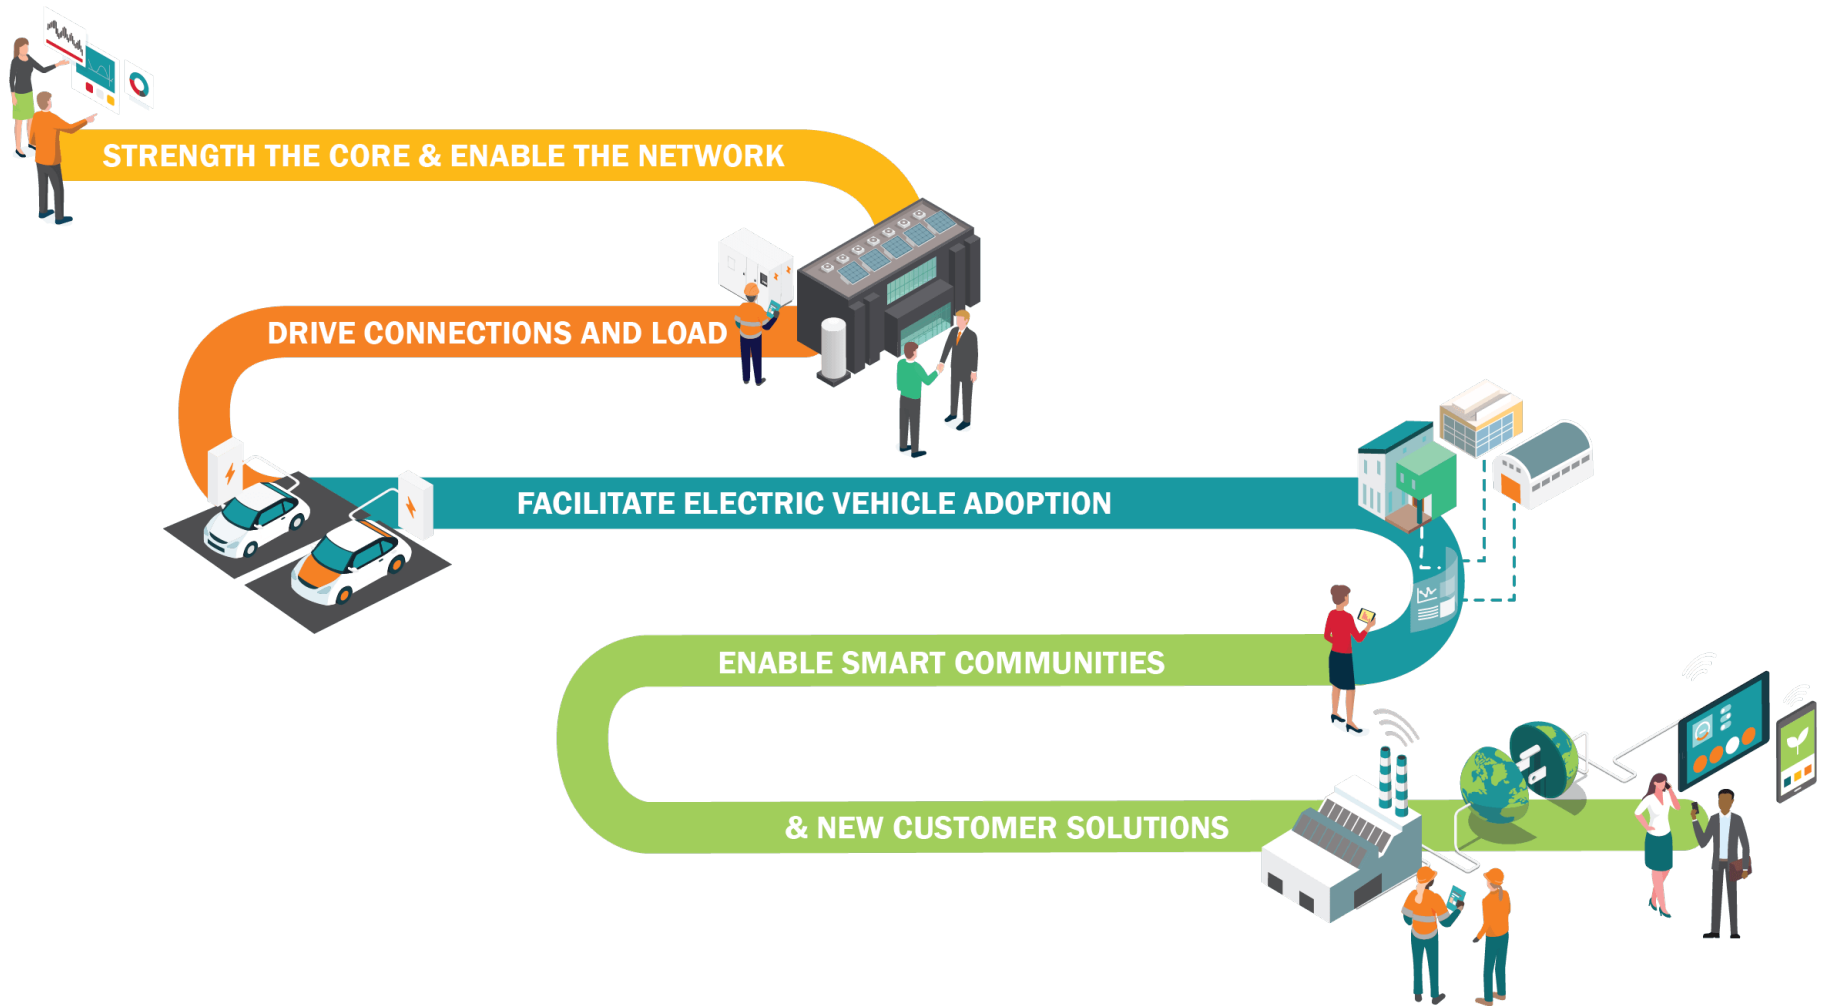 STRENGTH THE CORE & ENABLE THE NETWORK
DRIVE CONNECTIONS AND LOAD
FACILITATE ELECTRIC VEHICLE ADOPTION
ENABLE SMART COMMUNITIES
& NEW CUSTOMER SOLUTIONS